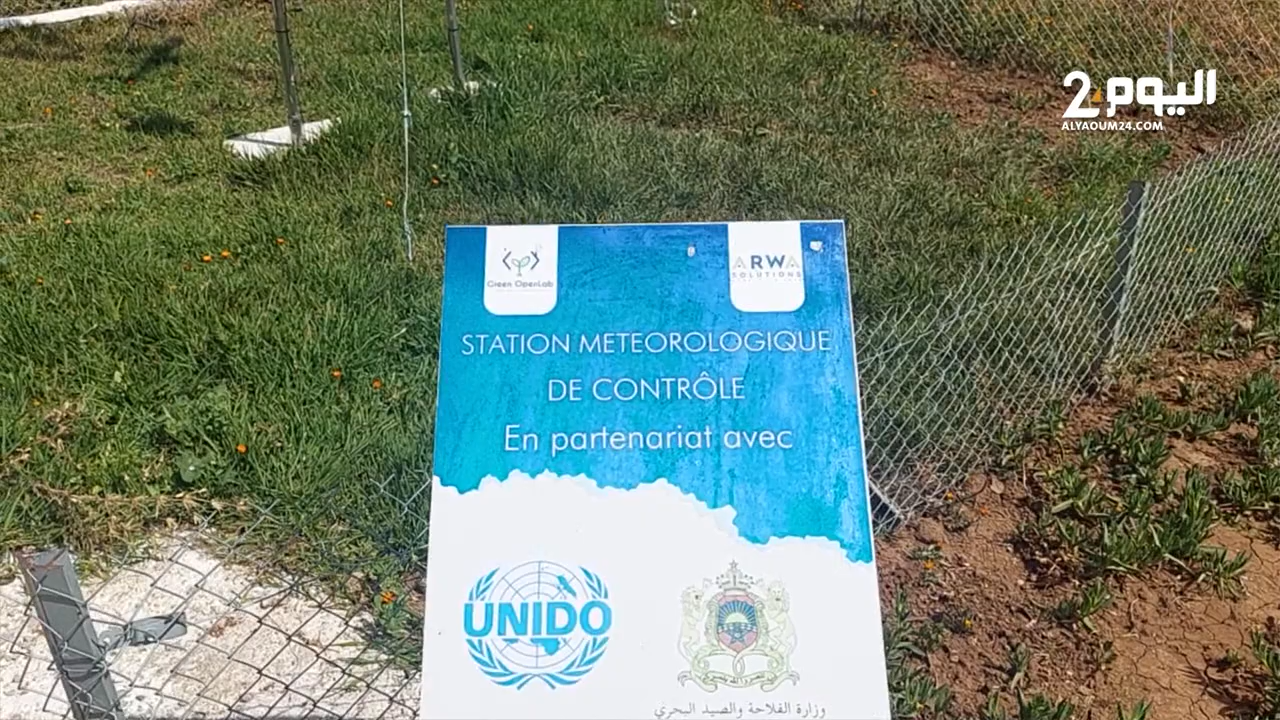 اليوم 24
ALYAOUM24.COM
Green OpenLab
ARWA
SOLUTIONS
STATION METEOROLOGIQUE
DE CONTRÔLE
En partenariat avec
UNIDO
وزارة الفلاحة والصيد البحري